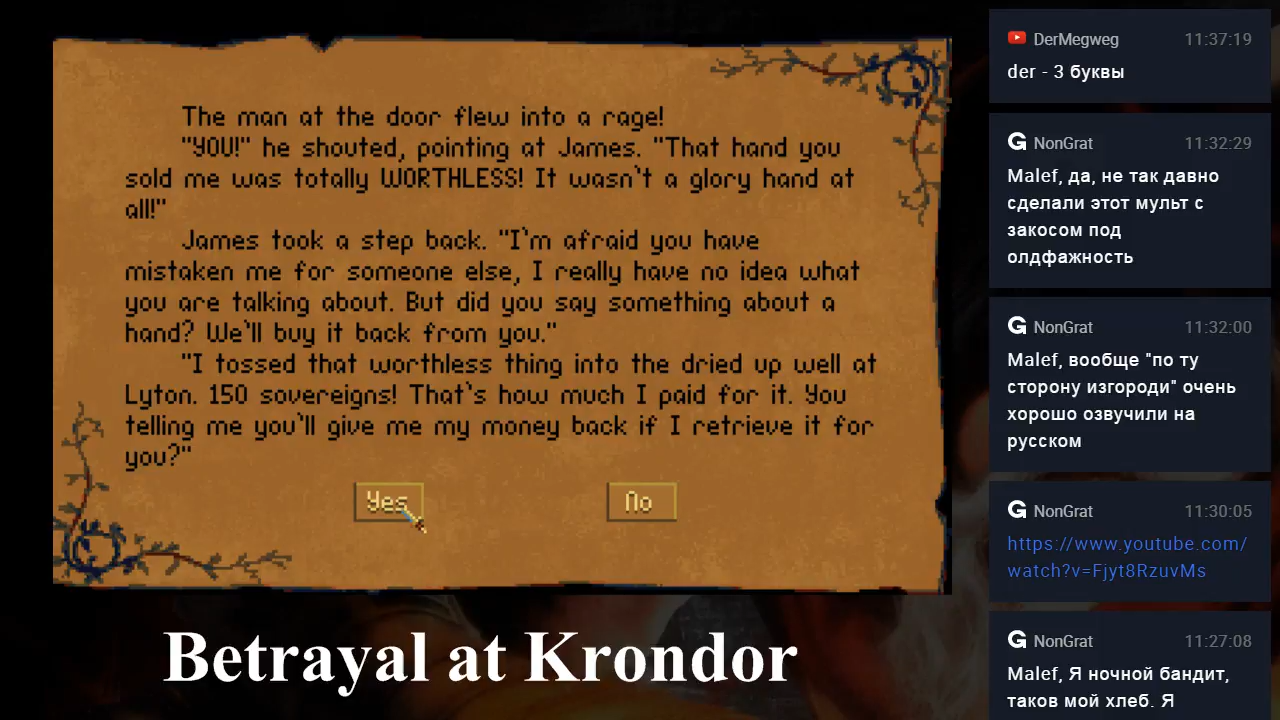 The man at the door flew into a rage!
"YOU!" he shouted, pointing at James. "That hand you
sold me was totally WORTHLESS! It wasn't a glory hand at
all!"
James took a step back. "I'm afraid you have
mistaken me for someone else, I really have no idea what
you are talking about. But did you say something about a
hand? We'll buy it back from you."
"I tossed that worthless thing into the dried up well at
Lyton. 150 sovereigns! That's how much I paid for it. You
telling me you'll give me my money back if I retrieve it for
you?"
Yes
No
Betrayal at Krondor
DerMegweg 11:37:19
der - 3 буквы
NonGrat 11:32:29
Malef, да, не так давно
сделали этот мульт с
закосом под
олдфажность
NonGrat 11:32:00
Malef, вообще "по ту
сторону изгороди" очень
хорошо озвучили на
русском
NonGrat 11:30:05
https://www.youtube.com/
watch?v=Fjyt8RzuvMs
NonGrat 11:27:08
Malef, Я ночной бандит,
таков мой хлеб. Я